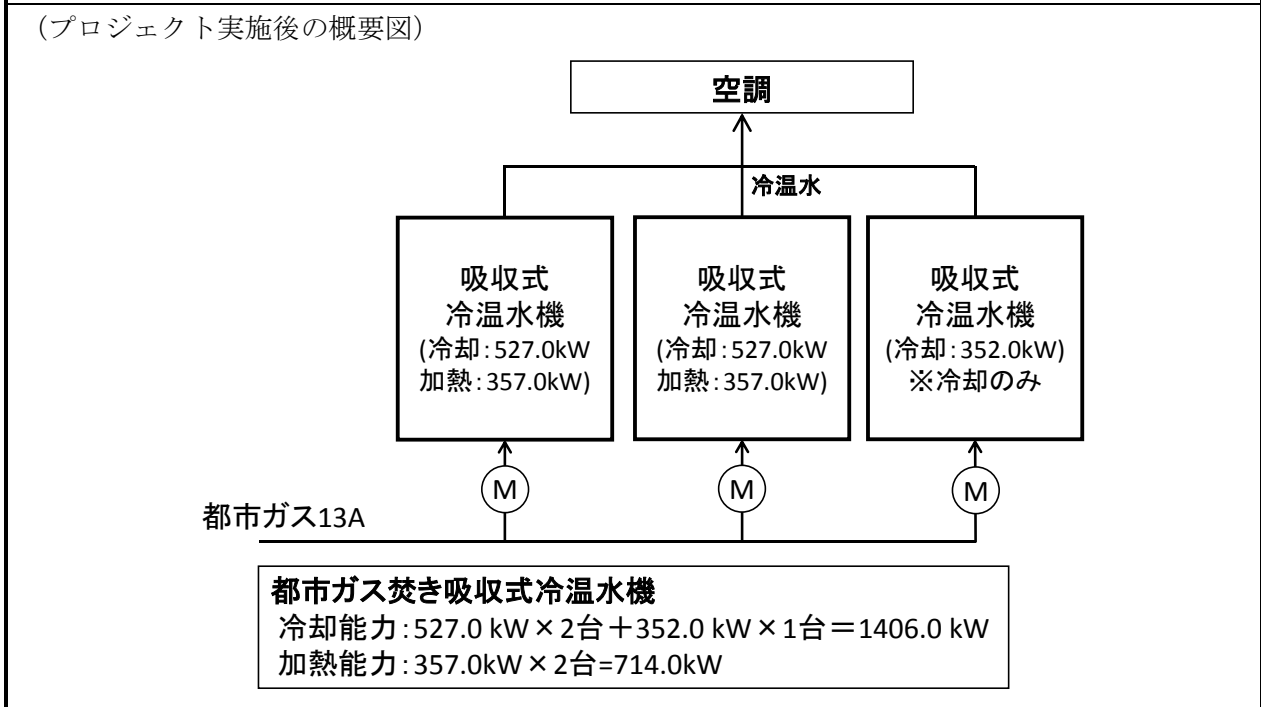 （プロジェクト実施後の概要図）
空調
冷温水
吸収式
冷温水機
(冷却：527.0kW
加熱：357.0kW)
吸収式
冷温水機
(冷却：527.0kW
加熱：357.0kW)
吸収式
冷温水機
(冷却：352.0kW)
※冷却のみ
M
M
M
都市ガス13A
都市ガス焚き吸収式冷温水機
冷却能力：527.0 kW×2台＋352.0 kW×1台＝1406.0 kW
加熱能力：357.0kW×2台=714.0kW